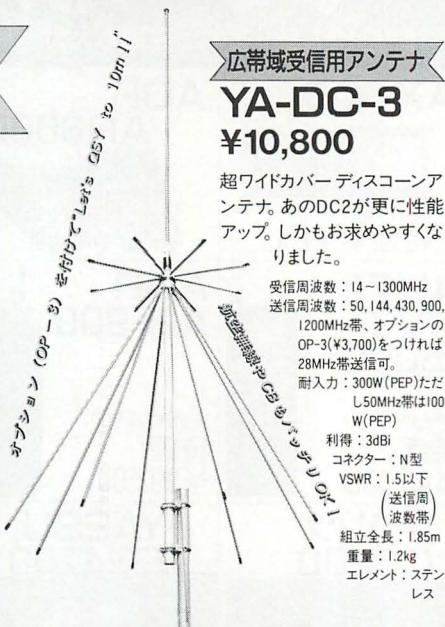 広帯域受信用アンテナ
YA-DC-3
¥10,800
超ワイドカバー ディスコーンア
ンテナ。あのDC2が更に性能
アップ。しかもお求めやすくな
りました。
受信周波数：14〜1300MHz
送信周波数：50,144,430,900,
1200MHz帯、オプションの
OP-3(¥3,700)をつければ
28MHz帯送信可。
耐入力：300W(PEP)ただ
し50MHz帯は100
W(PEP)
利得：3dBi
コネクター：N型
VSWR：1.5以下
(送信周
波数帯)
組立全長：1.85m
重量：1.2kg
エレメント：ステン
レス
オプション（OP－3）を付けて"Let's QSY to 10m!!"
航空無線やCBもバッチリOK！